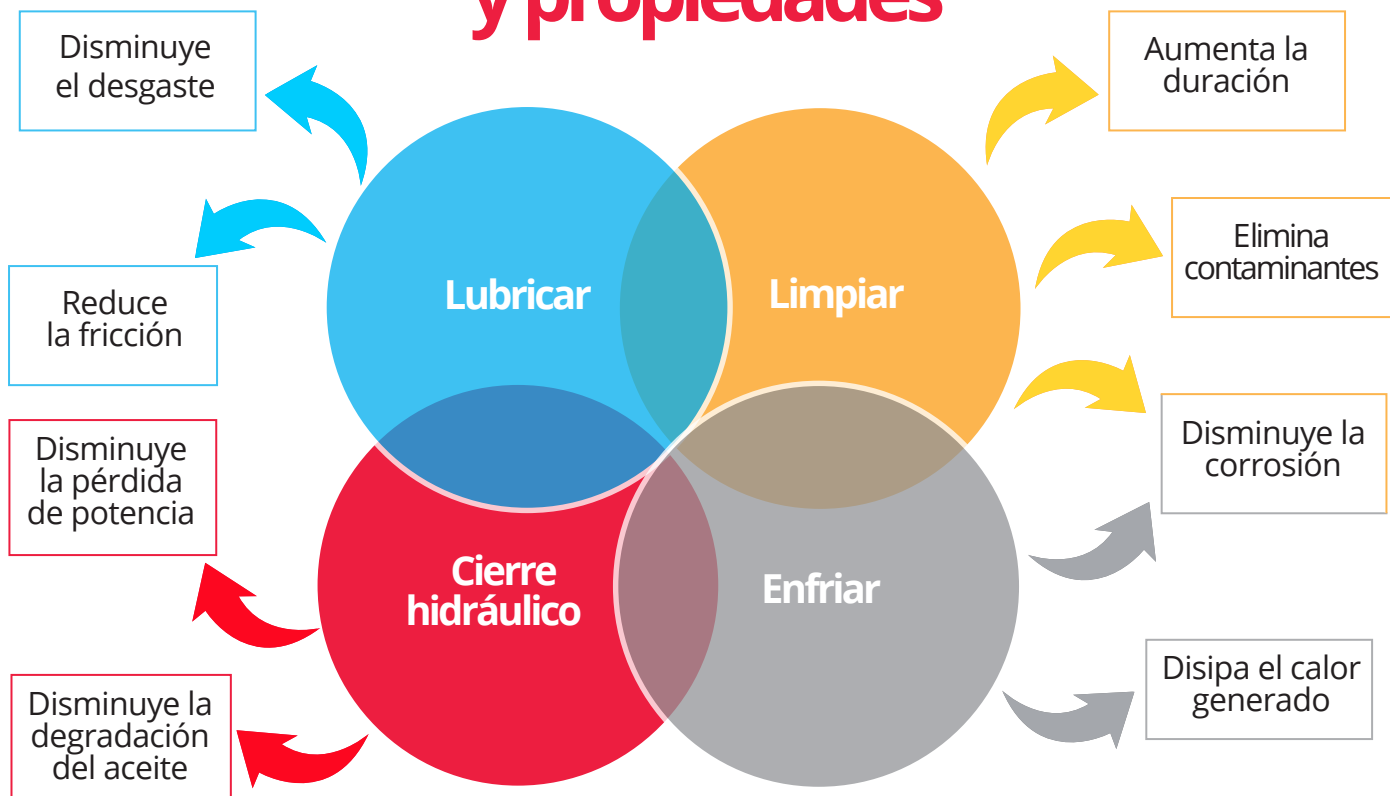 y propiedades
Disminuye
el desgaste
Reduce
la fricción
Disminuye
la pérdida
de potencia
Disminuye la
degradación
del aceite
Lubricar
Limpiar
Cierre
hidráulico
Enfriar
Aumenta la
duración
Elimina
contaminantes
Disminuye la
corrosión
Disipa el calor
generado